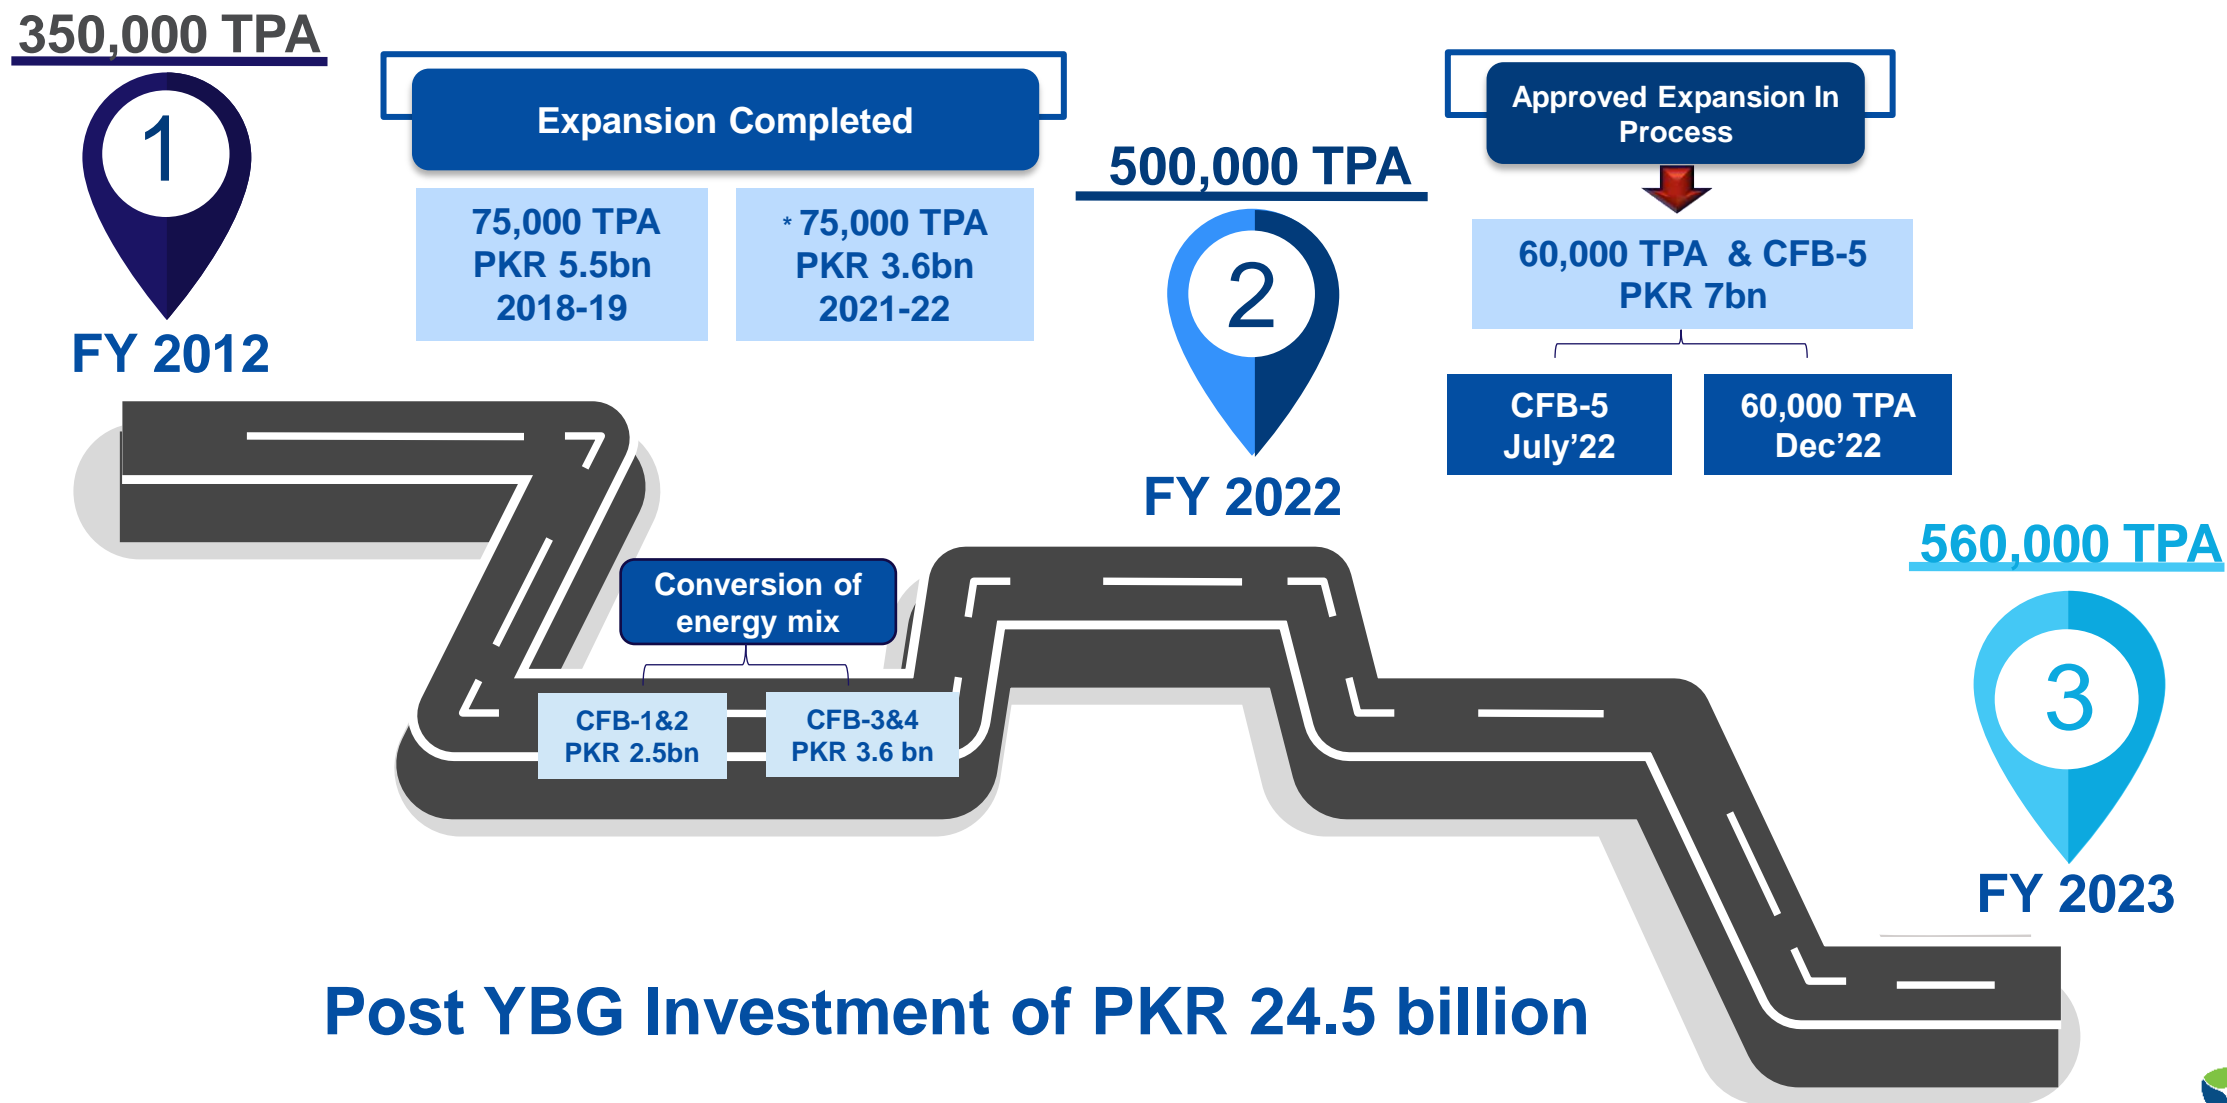 350,000 TPA
1
FY 2012
Expansion Completed
75,000 TPA
PKR 5.5bn
2018-19
* 75,000 TPA
PKR 3.6bn
2021-22
500,000 TPA
2
FY 2022
Approved Expansion In
Process
60,000 TPA & CFB-5
PKR 7bn
CFB-5
July’22
60,000 TPA
Dec’22
Conversion of
energy mix
CFB-1&2
PKR 2.5bn
CFB-3&4
PKR 3.6 bn
560,000 TPA
3
FY 2023
Post YBG Investment of PKR 24.5 billion